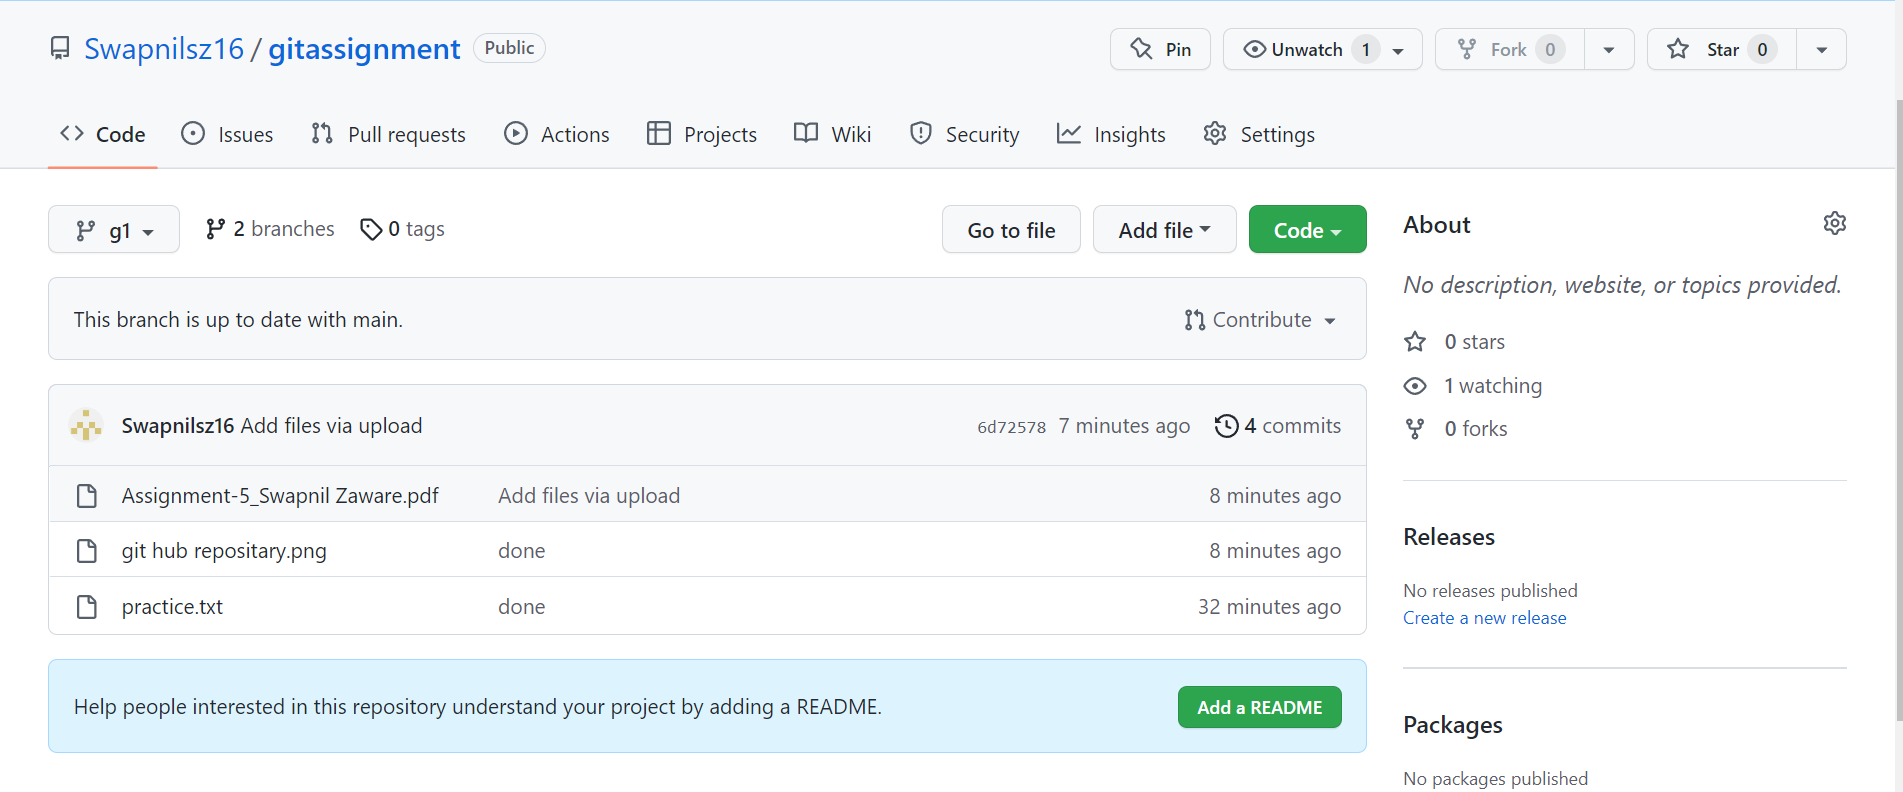 Swapnilsz16 / gitassignment Public Pin Unwatch 1 Fork 0 Star 0
Code Issues Pull requests Actions Projects Wiki Security Insights Settings
g1 2 branches 0 tags Go to file Add file Code
This branch is up to date with main. Contribute
Swapnilsz16 Add files via upload 6d72578 7 minutes ago 4 commits
Assignment-5_Swapnil Zaware.pdf Add files via upload 8 minutes ago
git hub repositary.png done 8 minutes ago
practice.txt done 32 minutes ago
Help people interested in this repository understand your project by adding a README. Add a README
About
No description, website, or topics provided.
0 stars
1 watching
0 forks
Releases
No releases published
Create a new release
Packages
No packages published